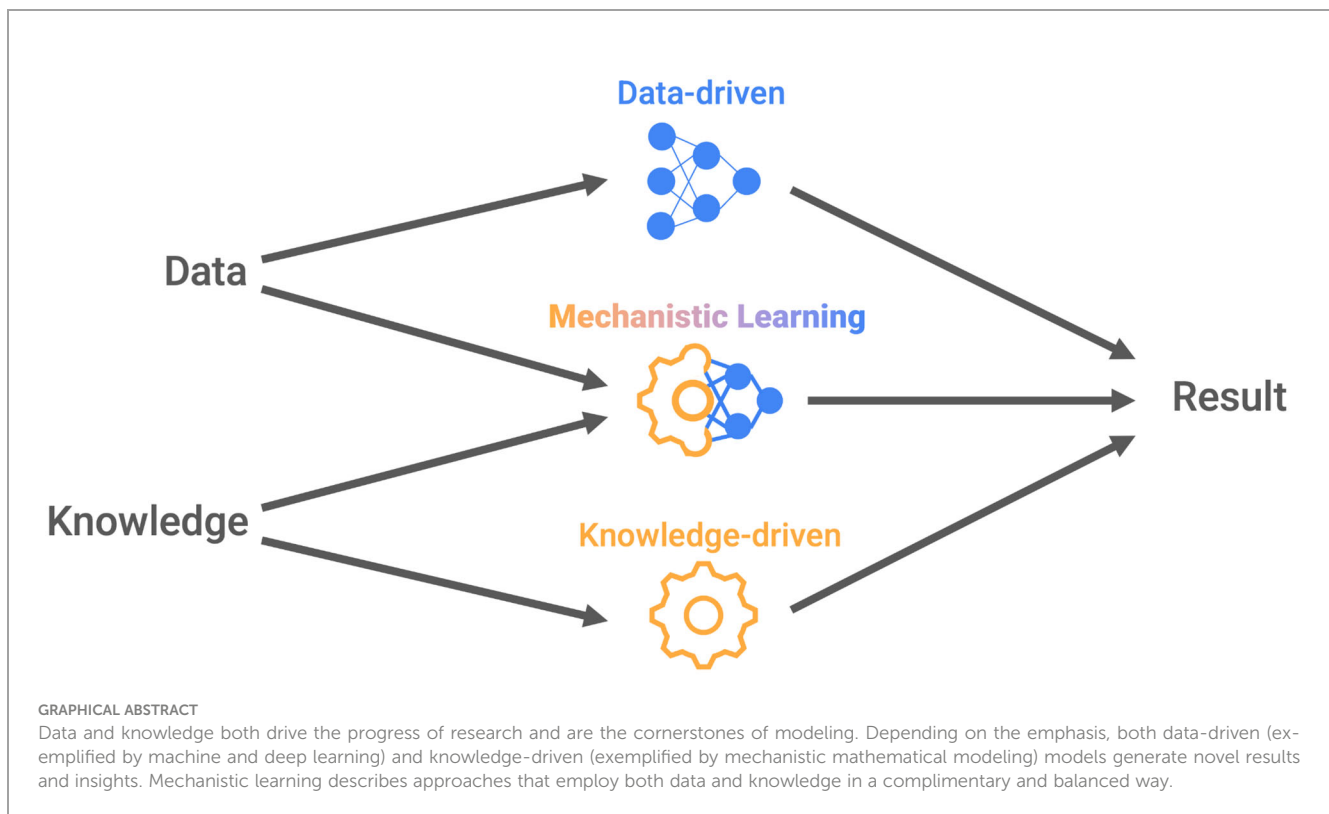 Data-driven
Data
Mechanistic Learning
Result
Knowledge
Knowledge-driven
GRAPHICAL ABSTRACT
Data and knowledge both drive the progress of research and are the cornerstones of modeling. Depending on the emphasis, both data-driven (ex-
emplified by machine and deep learning) and knowledge-driven (exemplified by mechanistic mathematical modeling) models generate novel results
and insights. Mechanistic learning describes approaches that employ both data and knowledge in a complimentary and balanced way.